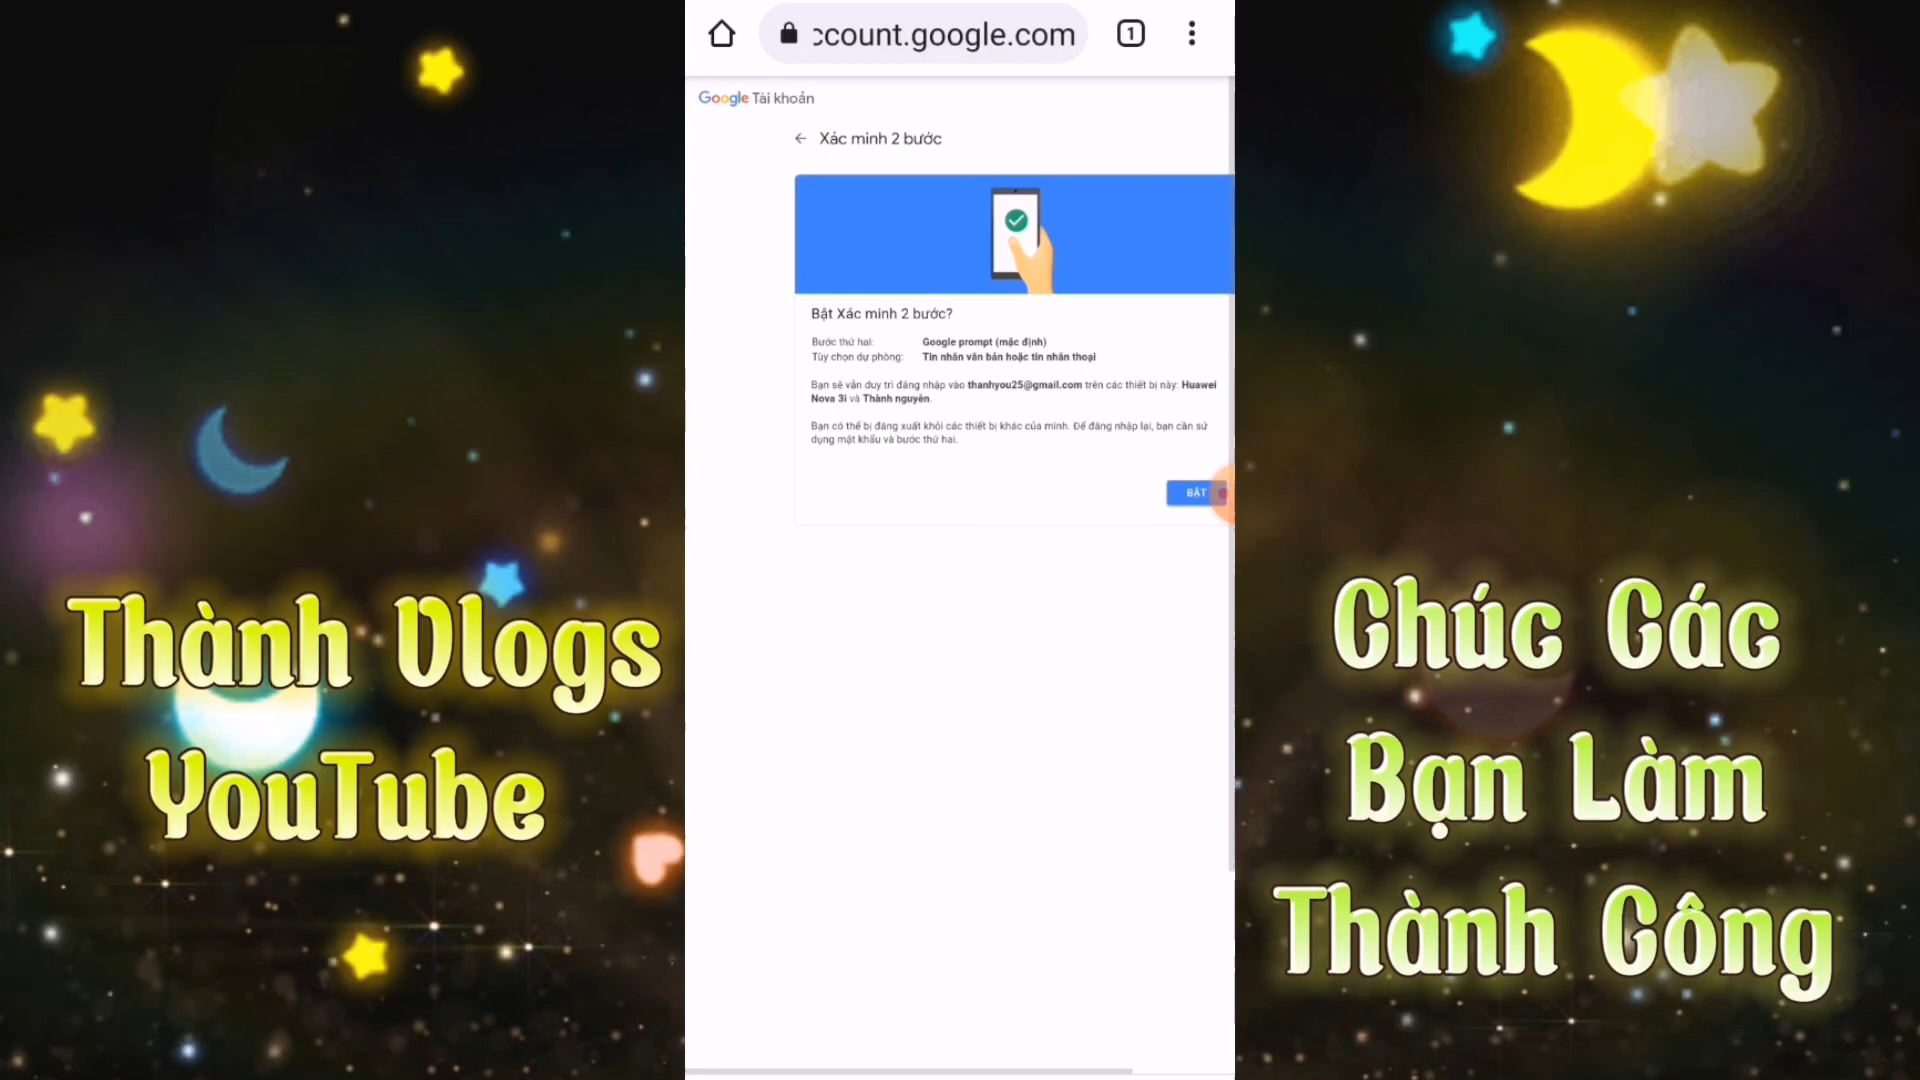 ccount.google.com
1
Google Tài khoản
Xác minh 2 bước
Bật Xác minh 2 bước?
Bước thứ hai: Google prompt (mặc định)
Tùy chọn dự phòng: Tin nhắn văn bản hoặc tin nhắn thoại
Bạn sẽ vẫn duy trì đăng nhập vào thanhyou25@gmail.com trên các thiết bị này: Huawei
Nova 3i và Thành nguyên.
Bạn có thể bị đăng xuất khỏi các thiết bị khác của mình. Để đăng nhập lại, bạn cần sử
dụng mật khẩu và bước thứ hai.
BẬT
Thành Vlogs
YouTube
Chúc Các
Bạn Làm
Thành Công